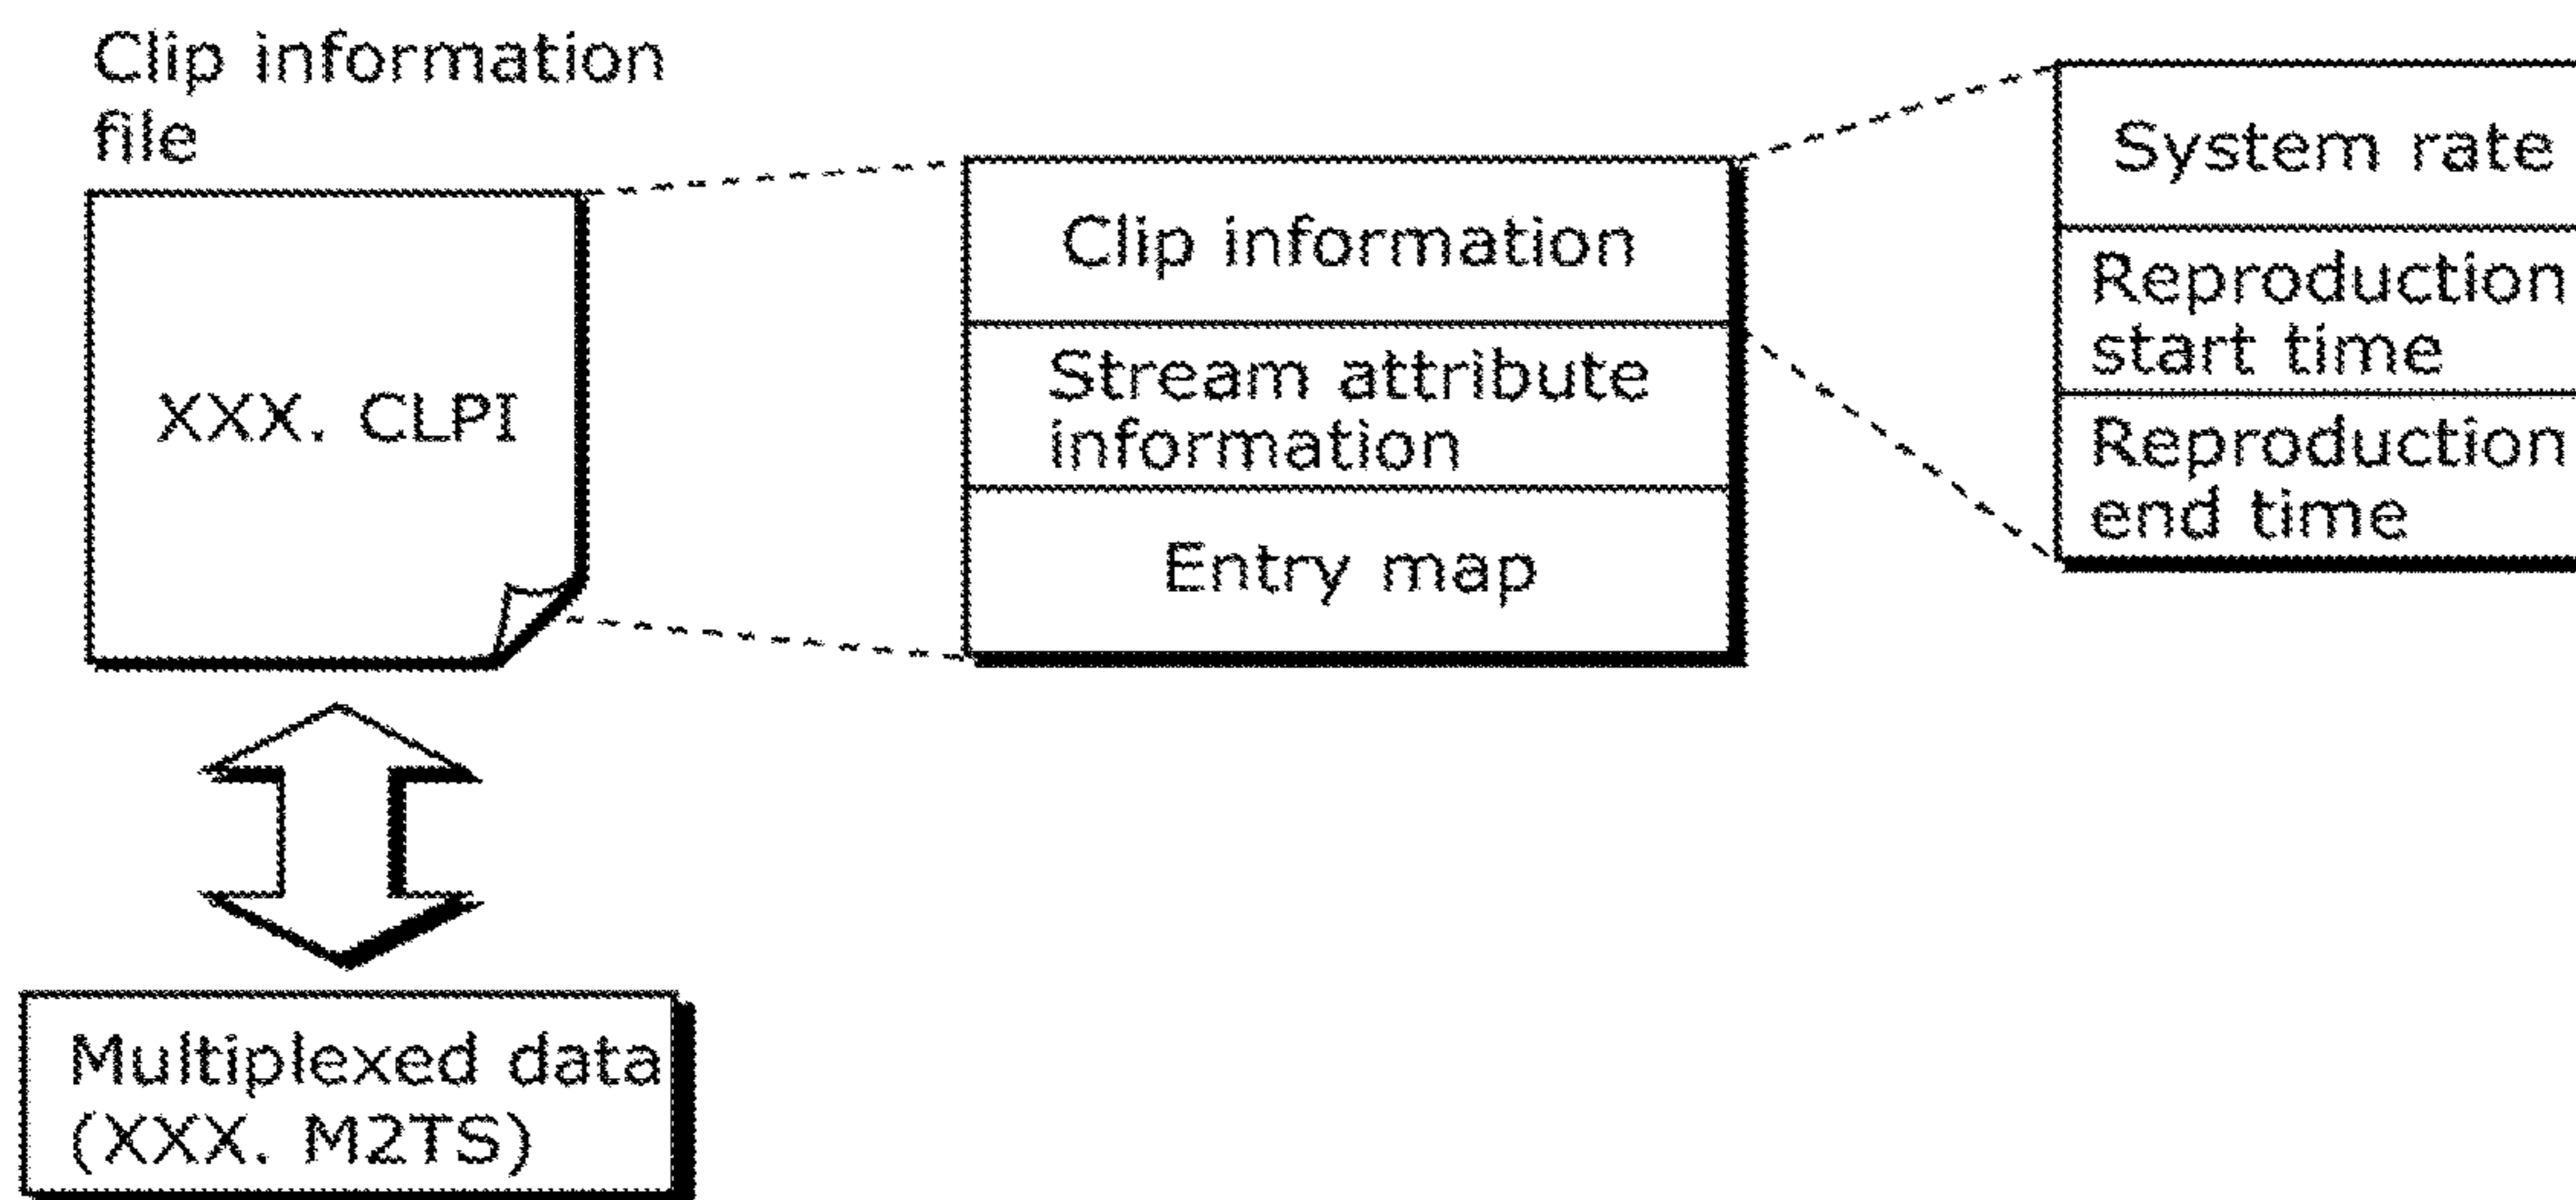 Clip information
file
XXX. CLPI
Clip information
Stream attribute
information
Entry map
System rate
Reproduction
start time
Reproduction
end time
Multiplexed data
(XXX. M2TS)